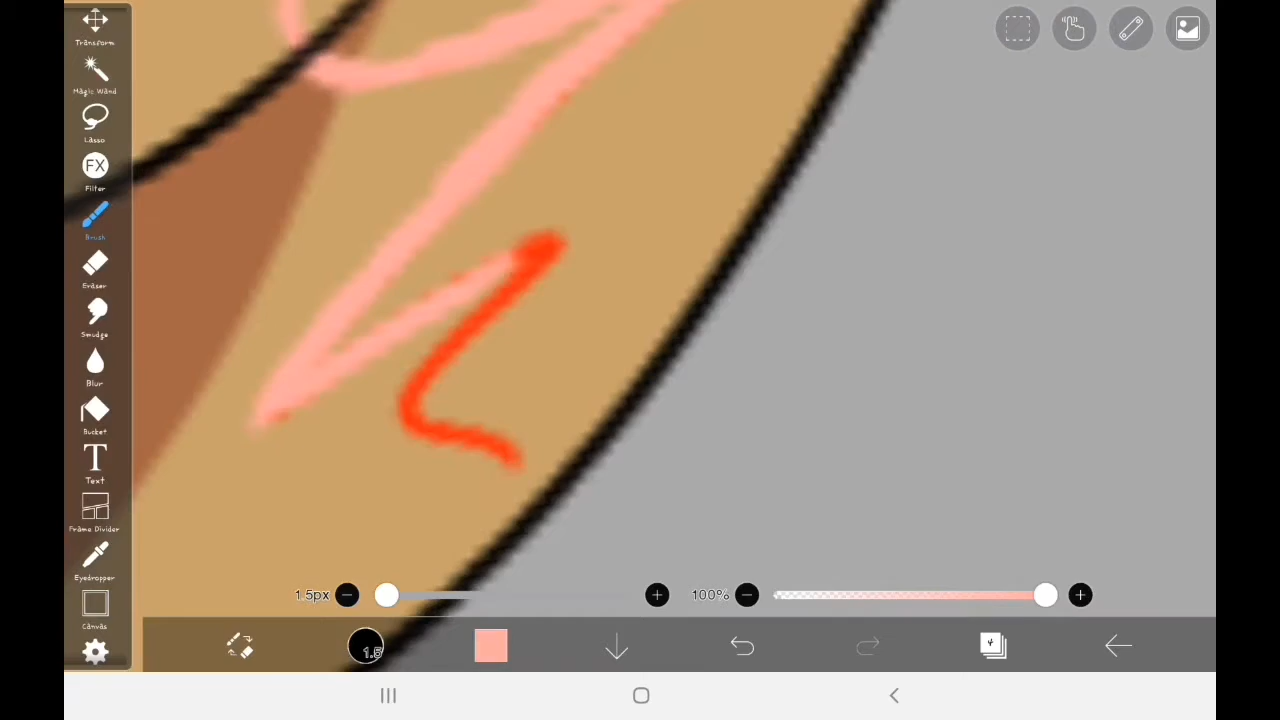 Transform
Magic Wand
Lasso
FX
Filter
Brush
Eraser
Smudge
Blur
Bucket
T
Text
Frame Divider
Eyedropper
Canvas
1.5px
100%
1.5
4